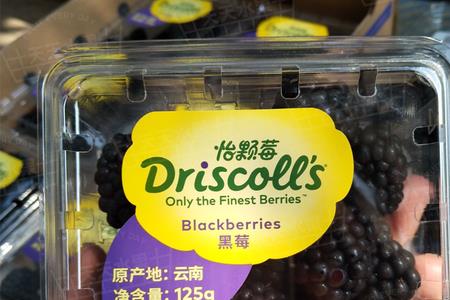 怡颗莓
Driscoll's
Only the Finest Berries™
Blackberries
黑莓
原产地: 云南
净含量: 125g